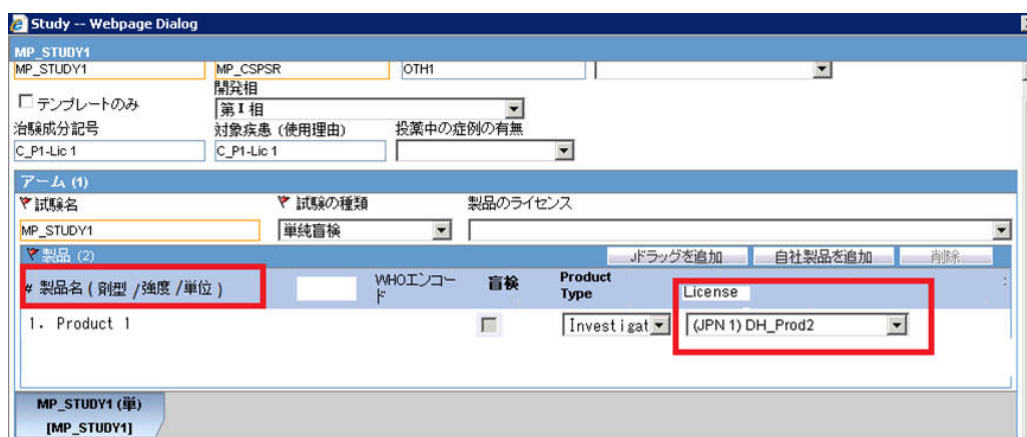 Study -- Webpage Dialog
MP_STUDY1
MP_STUDY1 MP_CSPSR OTH1
開発相
テンプレートのみ 第Ⅰ相
治験成分記号 対象疾患 (使用理由) 投薬中の症例の有無
C_P1-Lic 1 C_P1-Lic 1
アーム (1)
試験名 試験の種類 製品のライセンス
MP_STUDY1 単純盲検
製品 (2) Jドラッグを追加 自社製品を追加 削除
# 製品名 ( 剤型 /強度 /単位 ) WHOエンコード 盲検 Product Type License
1. Product 1 Investigat (JPN 1) DH_Prod2
MP_STUDY1 (単)
[MP_STUDY1]